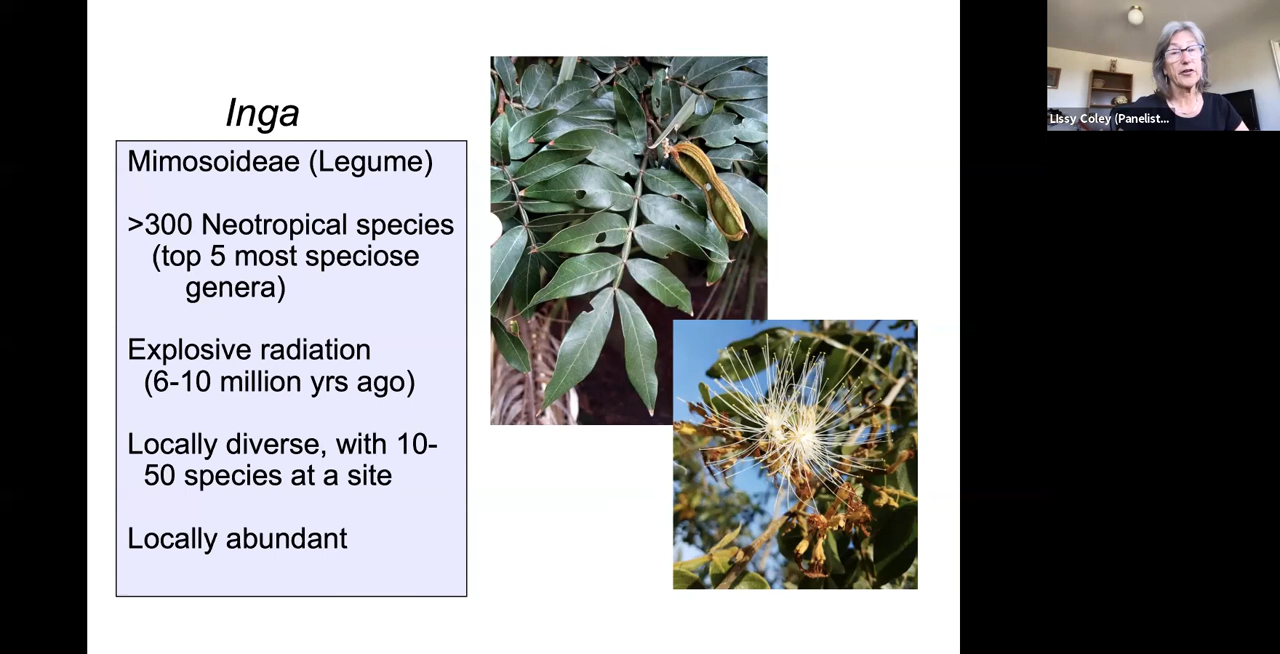 Inga
Mimosoideae (Legume)
>300 Neotropical species
(top 5 most speciose
genera)
Explosive radiation
(6-10 million yrs ago)
Locally diverse, with 10-
50 species at a site
Locally abundant
Lissy Coley (Panelist...